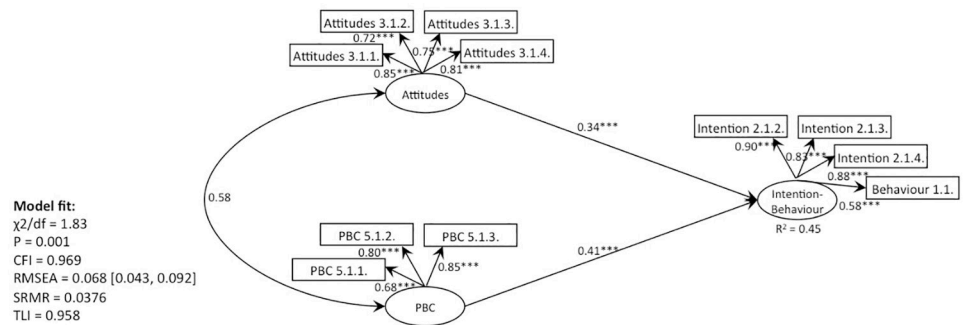 Attitudes 3.1.2.
Attitudes 3.1.3.
0.72***
0.75***
Attitudes 3.1.1.
Attitudes 3.1.4.
0.85***
0.81***
Attitudes
0.34***
Intention 2.1.2.
Intention 2.1.3.
0.90***
0.83***
Intention 2.1.4.
0.88***
Behaviour 1.1.
Intention-
Behaviour
0.58***
R² = 0.45
0.58
Model fit:
χ2/df = 1.83
P = 0.001
CFI = 0.969
RMSEA = 0.068 [0.043, 0.092]
SRMR = 0.0376
TLI = 0.958
PBC 5.1.2.
PBC 5.1.3.
0.80***
0.85***
PBC 5.1.1.
0.68***
PBC
0.41***